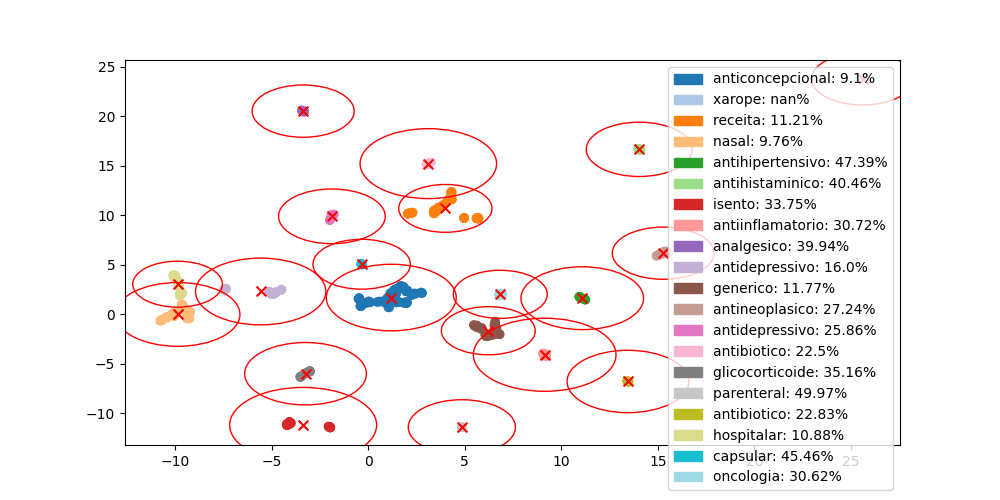 25
20
15
10
5
0
−5
−10
−10
−5
0
5
10
15
20
25
anticoncepcional: 9.1%
xarope: nan%
receita: 11.21%
nasal: 9.76%
antihipertensivo: 47.39%
antihistaminico: 40.46%
isento: 33.75%
antiinflamatorio: 30.72%
analgesico: 39.94%
antidepressivo: 16.0%
generico: 11.77%
antineoplasico: 27.24%
antidepressivo: 25.86%
antibiotico: 22.5%
glicocorticoide: 35.16%
parenteral: 49.97%
antibiotico: 22.83%
hospitalar: 10.88%
capsular: 45.46%
oncologia: 30.62%